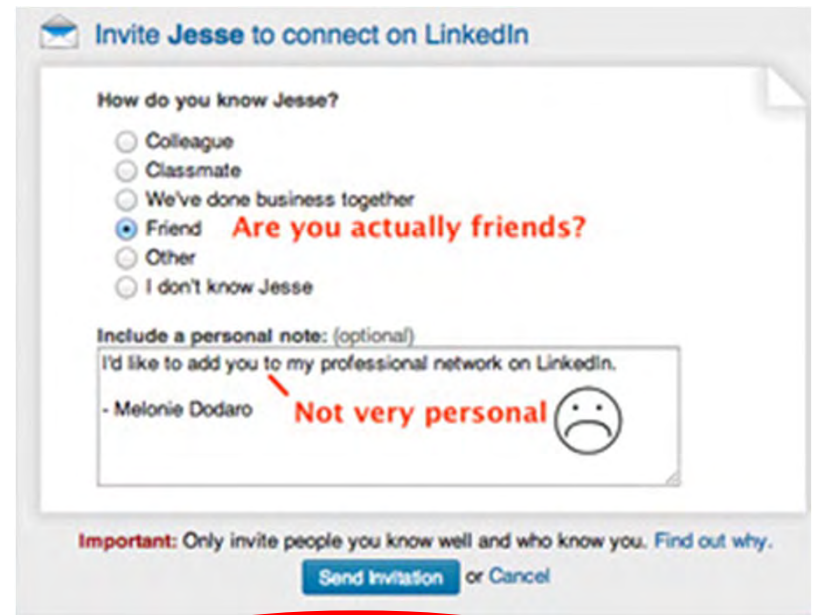 Invite Jesse to connect on LinkedIn
How do you know Jesse?
Colleague
Classmate
We've done business together
Friend Are you actually friends?
Other
I don't know Jesse
Include a personal note: (optional)
I'd like to add you to my professional network on LinkedIn.
- Melonie Dodaro Not very personal
Important: Only invite people you know well and who know you. Find out why.
Send Invitation or Cancel